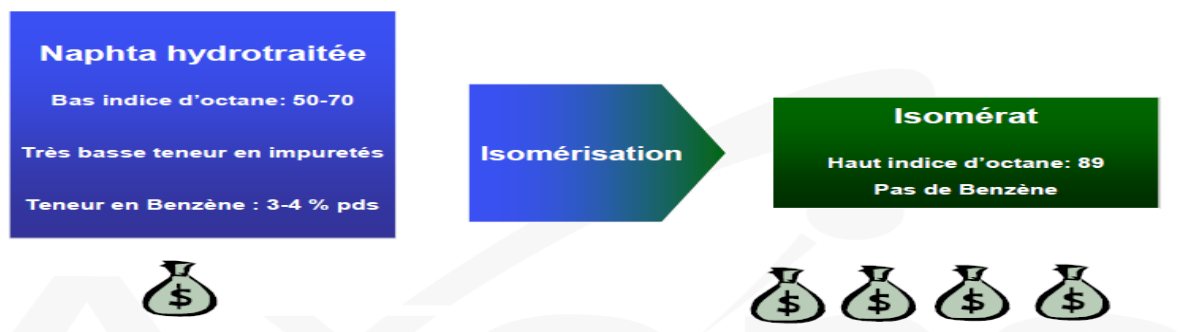 Naphta hydrotraitée
Bas indice d'octane: 50-70
Très basse teneur en impuretés
Teneur en Benzène : 3-4 % pds
Isomérisation
Isomérat
Haut indice d'octane: 89
Pas de Benzène
$
$
$
$
$